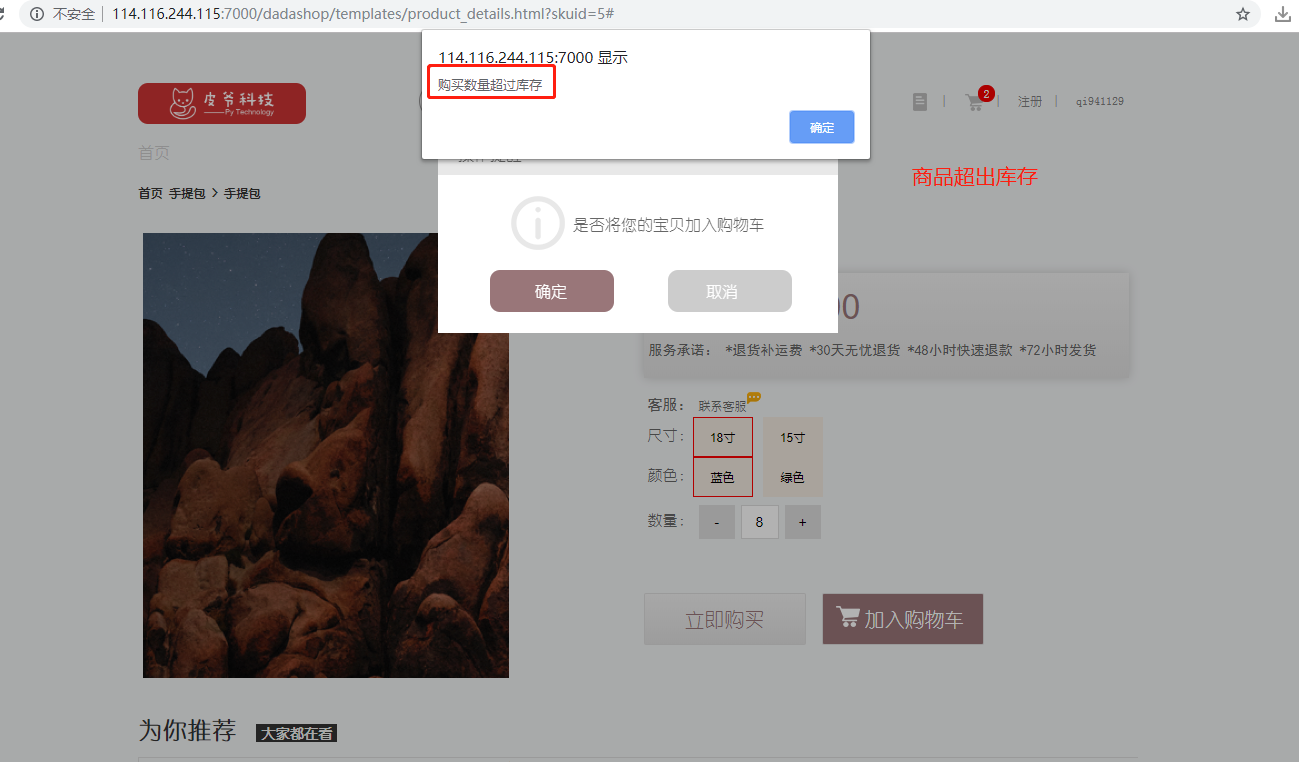 不安全 114.116.244.115:7000/dadashop/templates/product_details.html?skuid=5#
114.116.244.115:7000 显示
购买数量超过库存
确定
皮爷科技
Py Technology
2
注册
qi941129
首页
商品超出库存
首页 手提包 > 手提包
是否将您的宝贝加入购物车
确定
取消
服务承诺： *退货补运费 *30天无忧退货 *48小时快速退款 *72小时发货
客服： 联系客服
尺寸： 18寸 15寸
颜色： 蓝色 绿色
数量： - 8 +
立即购买
加入购物车
为你推荐 大家都在看